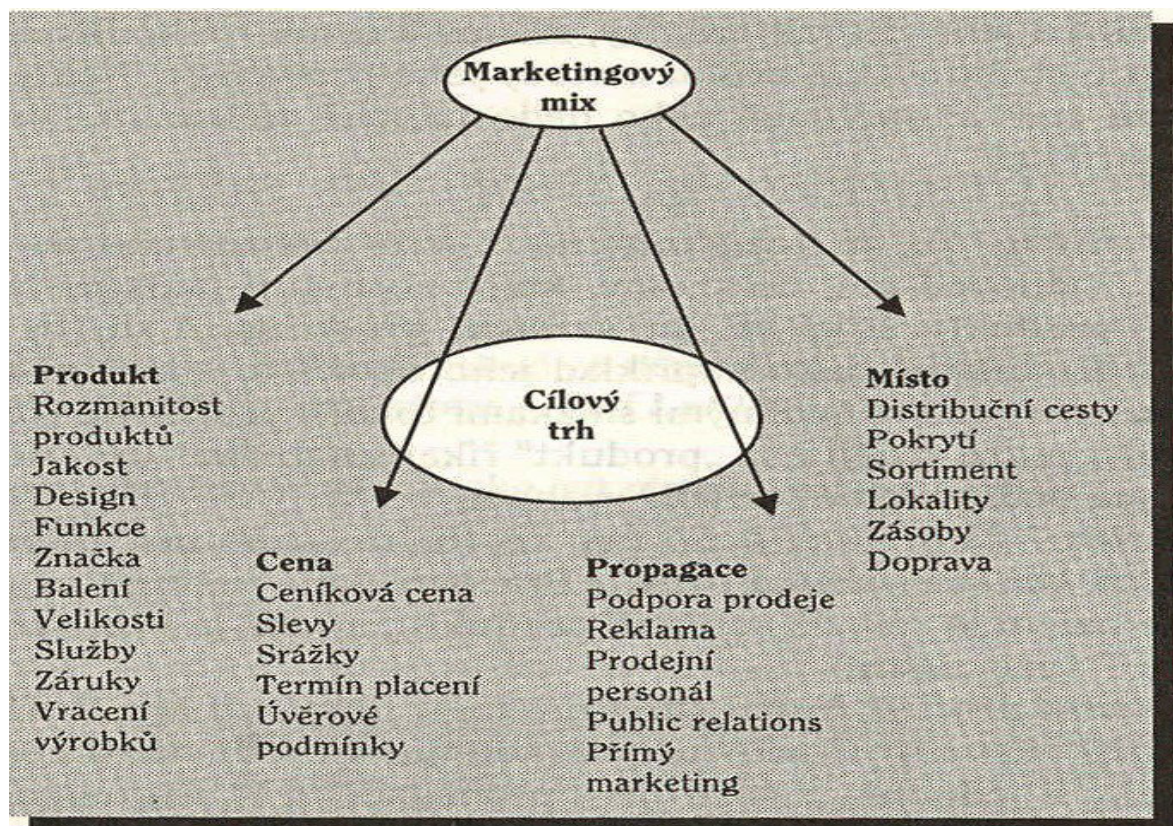 Marketingový
mix
Cílový
trh
Produkt
Rozmanitost
produktů
Jakost
Design
Funkce
Značka
Balení
Velikosti
Služby
Záruky
Vracení
výrobků
Cena
Ceníková cena
Slevy
Srážky
Termín placení
Úvěrové
podmínky
Propagace
Podpora prodeje
Reklama
Prodejní
personál
Public relations
Přímý
marketing
Místo
Distribuční cesty
Pokrytí
Sortiment
Lokality
Zásoby
Doprava